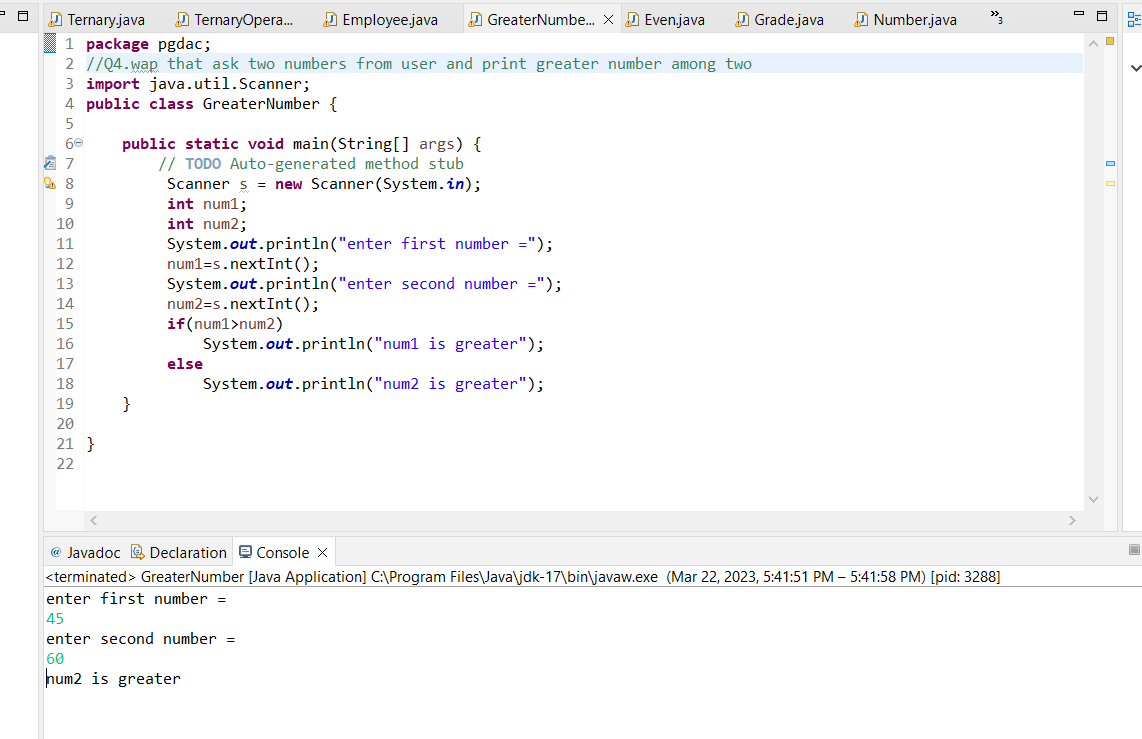 Ternary.java TernaryOpera... Employee.java GreaterNumbe... Even.java Grade.java Number.java »3
1 package pgdac;
2 //Q4.wap that ask two numbers from user and print greater number among two
3 import java.util.Scanner;
4 public class GreaterNumber {
5
6 public static void main(String[] args) {
7 // TODO Auto-generated method stub
8 Scanner s = new Scanner(System.in);
9 int num1;
10 int num2;
11 System.out.println("enter first number =");
12 num1=s.nextInt();
13 System.out.println("enter second number =");
14 num2=s.nextInt();
15 if(num1>num2)
16 System.out.println("num1 is greater");
17 else
18 System.out.println("num2 is greater");
19 }
20
21 }
22
@ Javadoc Declaration Console
<terminated> GreaterNumber [Java Application] C:\Program Files\Java\jdk-17\bin\javaw.exe (Mar 22, 2023, 5:41:51 PM – 5:41:58 PM) [pid: 3288]
enter first number =
45
enter second number =
60
num2 is greater